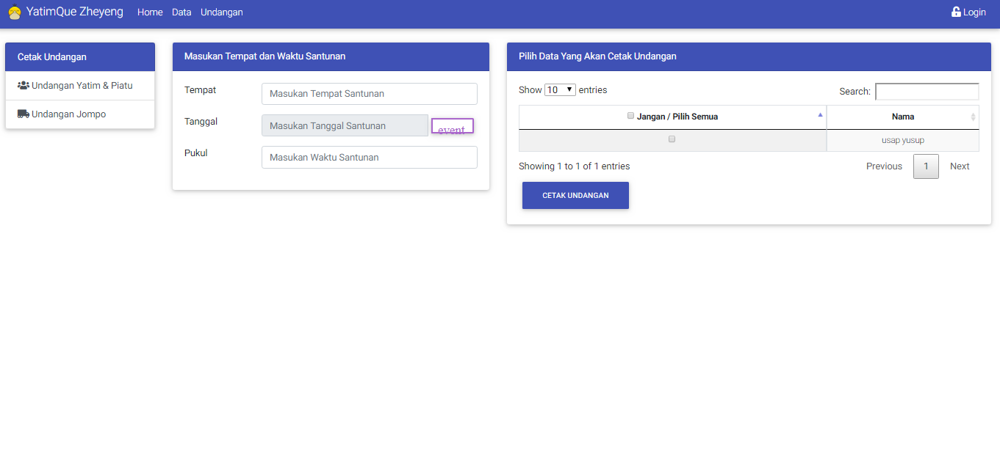 YatimQue Zheyeng Home Data Undangan Login
Cetak Undangan
Undangan Yatim & Piatu
Undangan Jompo
Masukan Tempat dan Waktu Santunan
Tempat Masukan Tempat Santunan
Tanggal Masukan Tanggal Santunan event
Pukul Masukan Waktu Santunan
Pilih Data Yang Akan Cetak Undangan
Show 10 entries Search:
Jangan / Pilih Semua Nama
usap yusup
Showing 1 to 1 of 1 entries Previous 1 Next
CETAK UNDANGAN